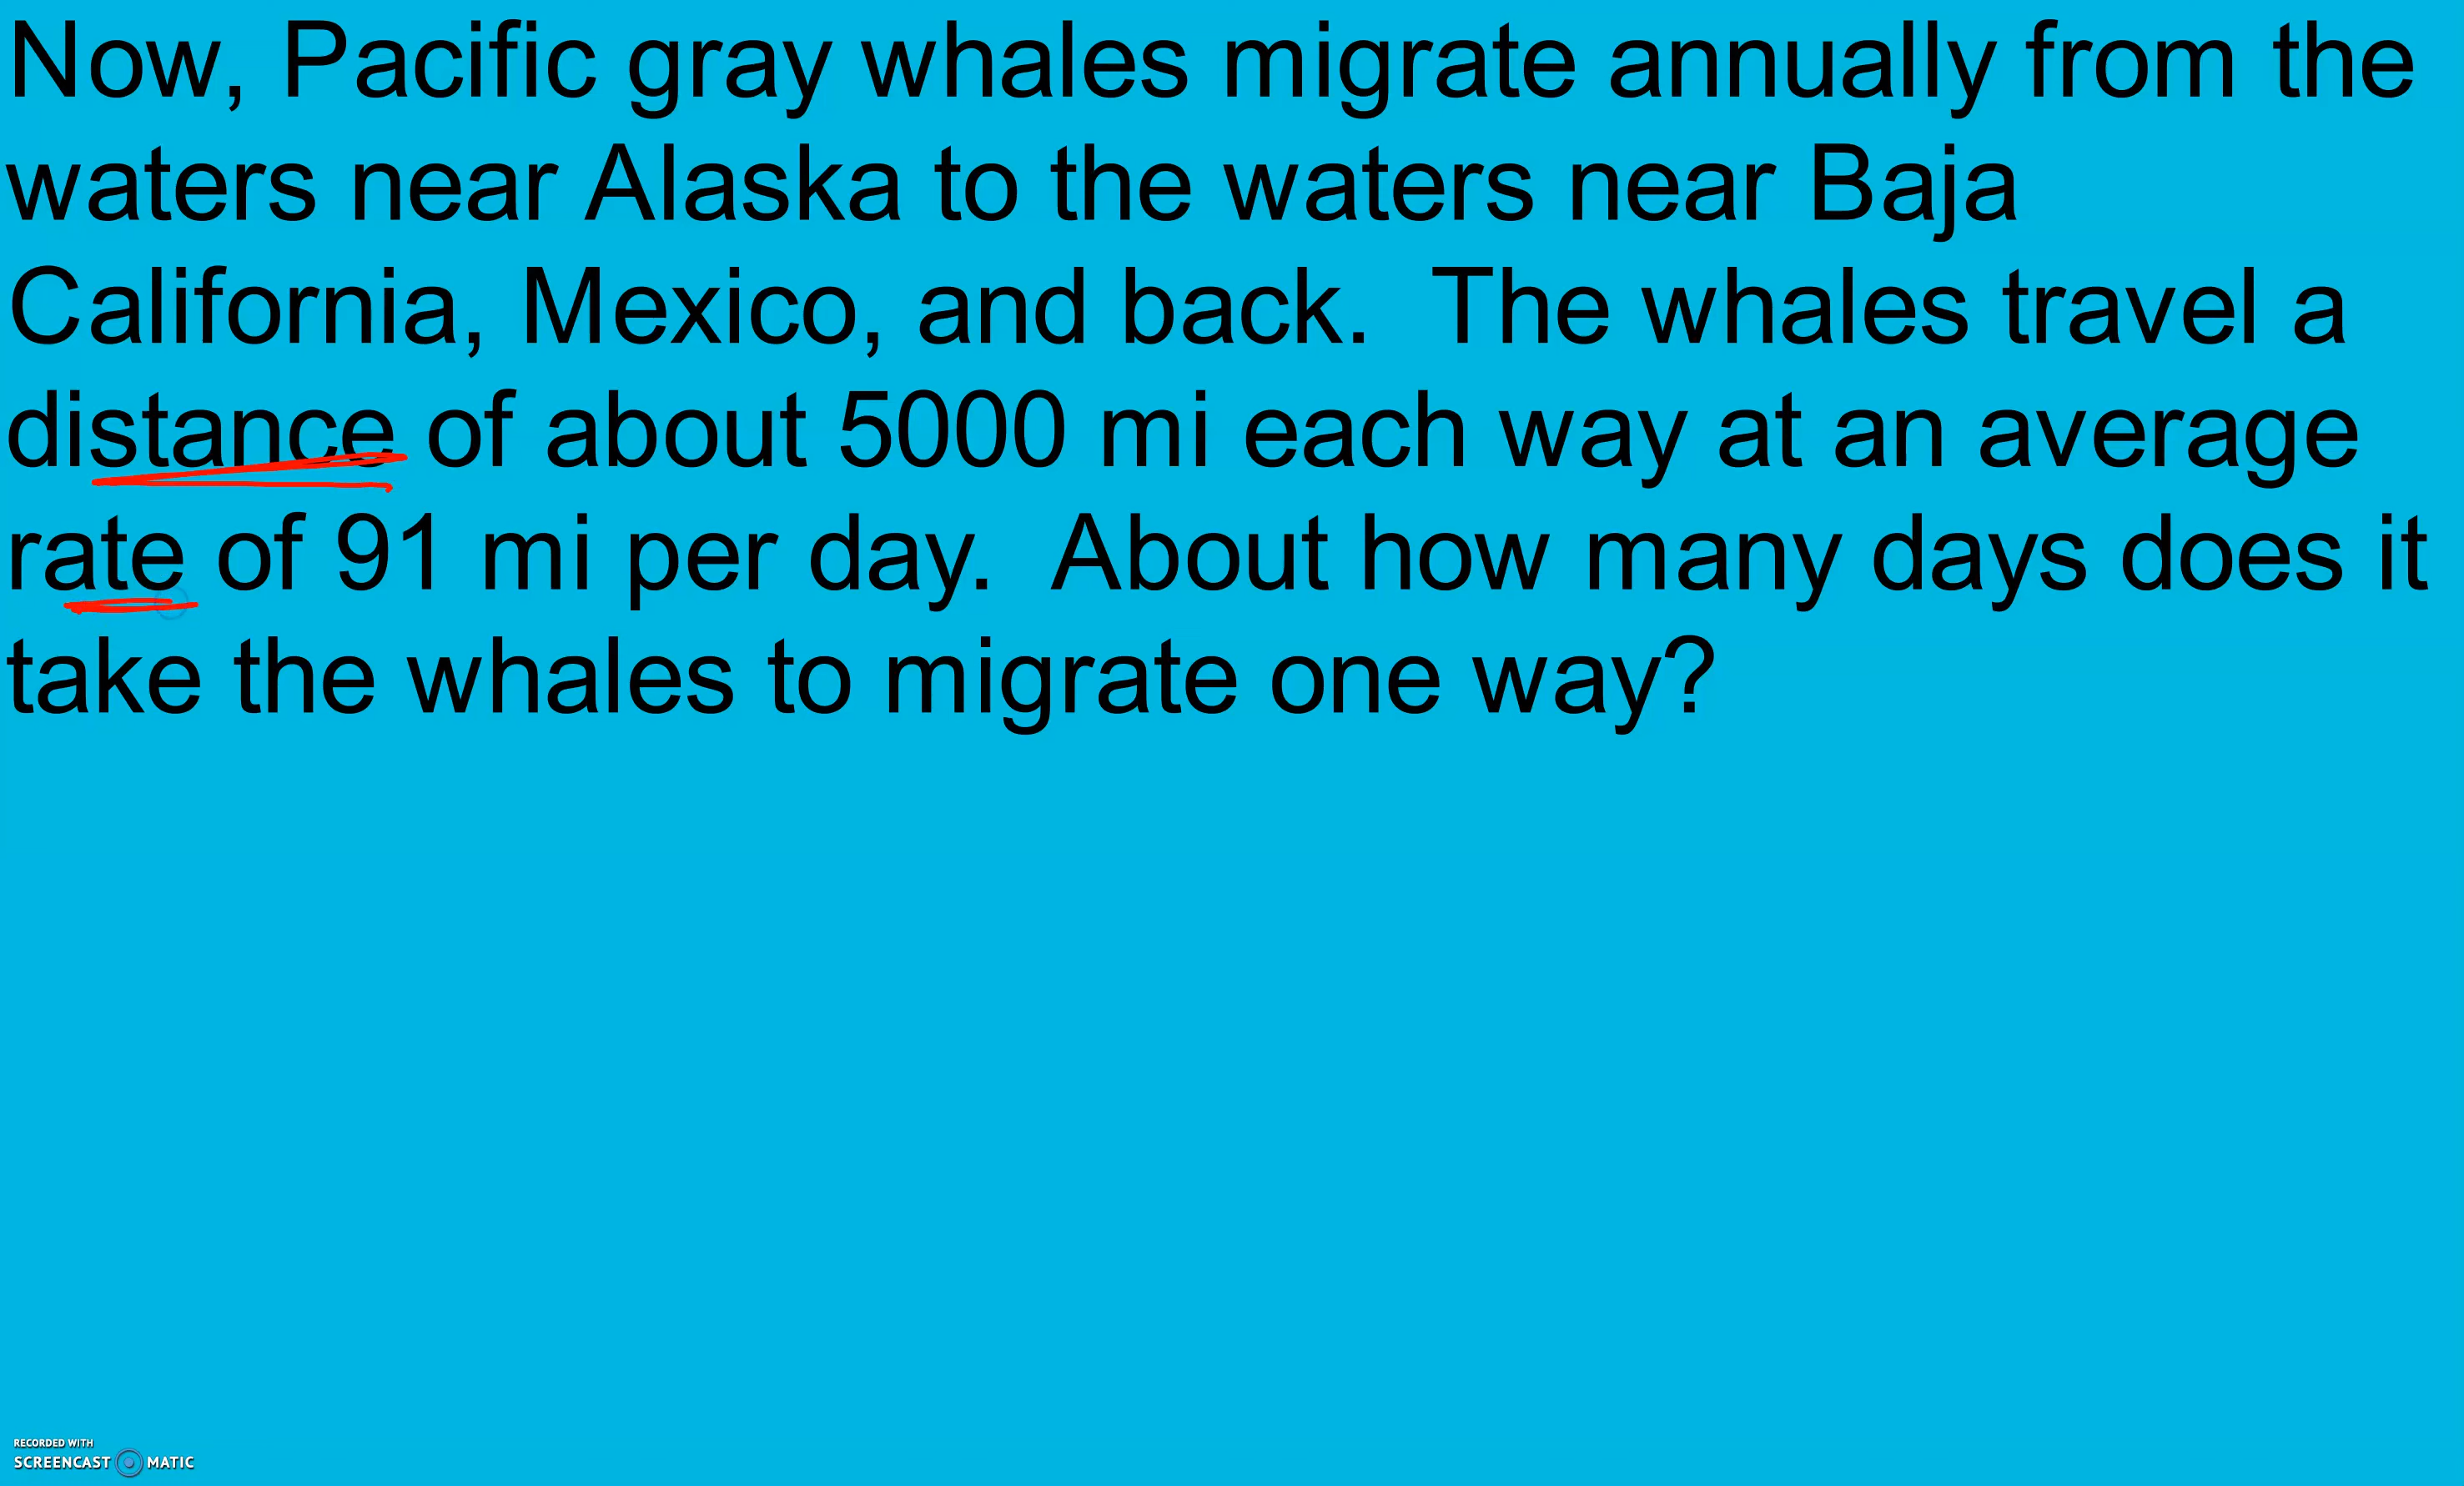 Now, Pacific gray whales migrate annually from the
waters near Alaska to the waters near Baja
California, Mexico, and back.  The whales travel a
distance of about 5000 mi each way at an average
rate of 91 mi per day.  About how many days does it
take the whales to migrate one way?
RECORDED WITH
SCREENCAST MATIC